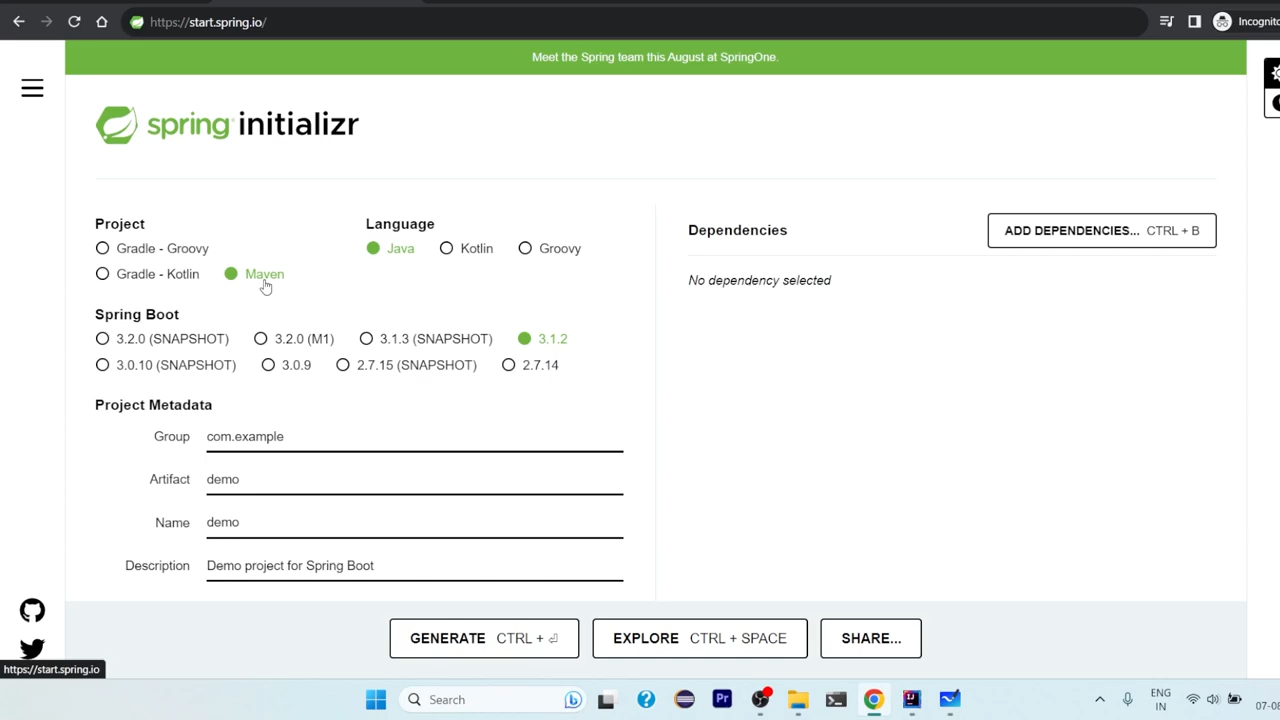 https://start.spring.io/
Incognito
Meet the Spring team this August at SpringOne.
spring initializr
Project
Gradle - Groovy
Gradle - Kotlin
Maven
Language
Java
Kotlin
Groovy
Spring Boot
3.2.0 (SNAPSHOT)
3.2.0 (M1)
3.1.3 (SNAPSHOT)
3.1.2
3.0.10 (SNAPSHOT)
3.0.9
2.7.15 (SNAPSHOT)
2.7.14
Project Metadata
Group com.example
Artifact demo
Name demo
Description Demo project for Spring Boot
Dependencies
ADD DEPENDENCIES... CTRL + B
No dependency selected
GENERATE CTRL + ⏎
EXPLORE CTRL + SPACE
SHARE...
https://start.spring.io
Search
Pr
IJ
ENG
IN
07-08